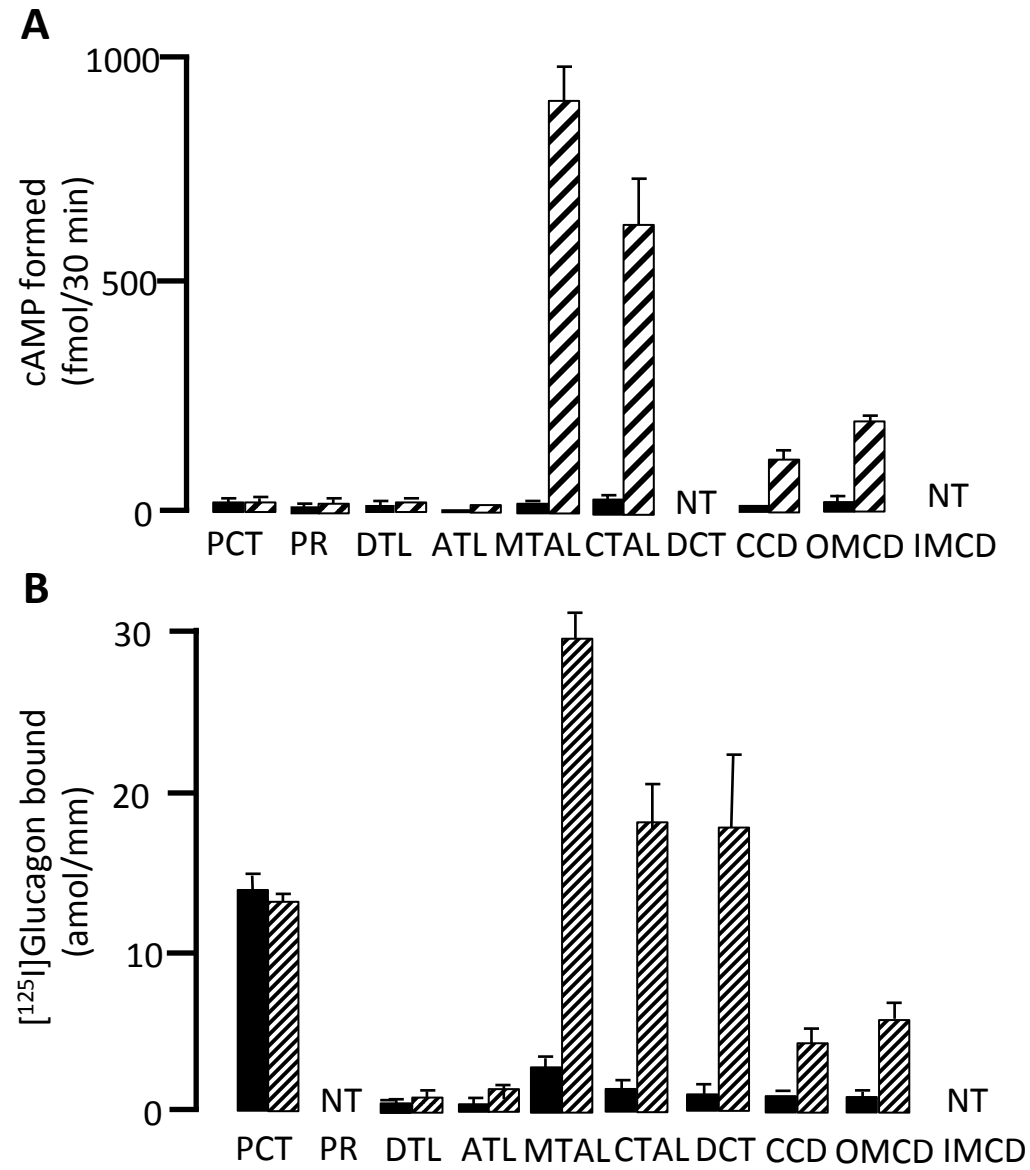 A
cAMP formed
(fmol/30 min)
1000
500
0
NT
NT
PCT PR DTL ATL MTAL CTAL DCT CCD OMCD IMCD
B
[¹²⁵I]Glucagon bound
(amol/mm)
30
20
10
0
NT
NT
PCT PR DTL ATL MTAL CTAL DCT CCD OMCD IMCD